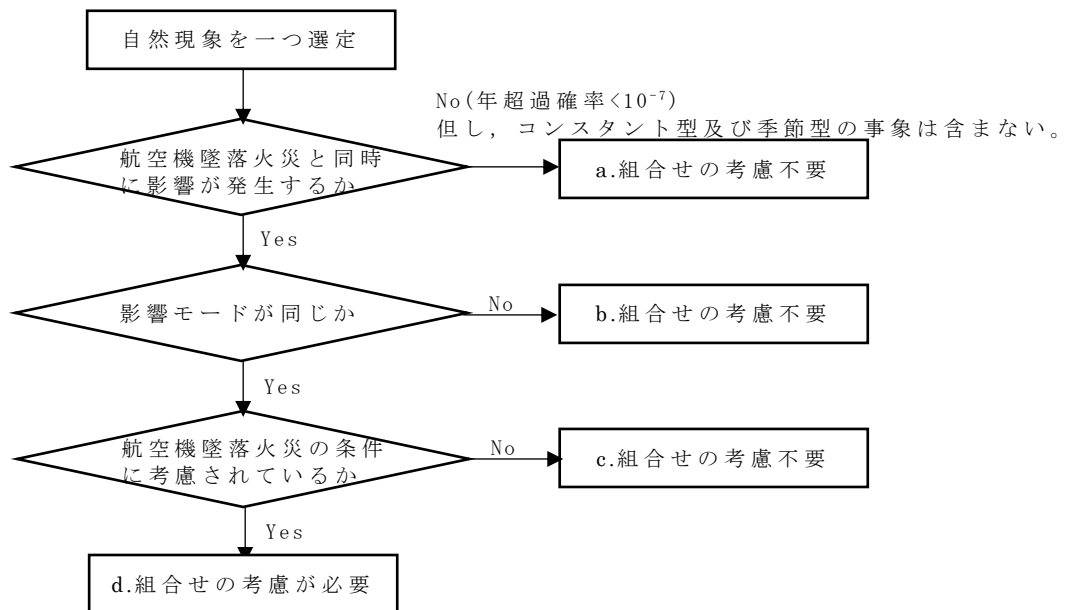 自然現象を一つ選定
No(年超過確率<10⁻⁷)
但し，コンスタント型及び季節型の事象は含まない。
航空機墜落火災と同時
に影響が発生するか
a.組合せの考慮不要
Yes
影響モードが同じか
No
b.組合せの考慮不要
Yes
航空機墜落火災の条件
に考慮されているか
No
c.組合せの考慮不要
Yes
d.組合せの考慮が必要